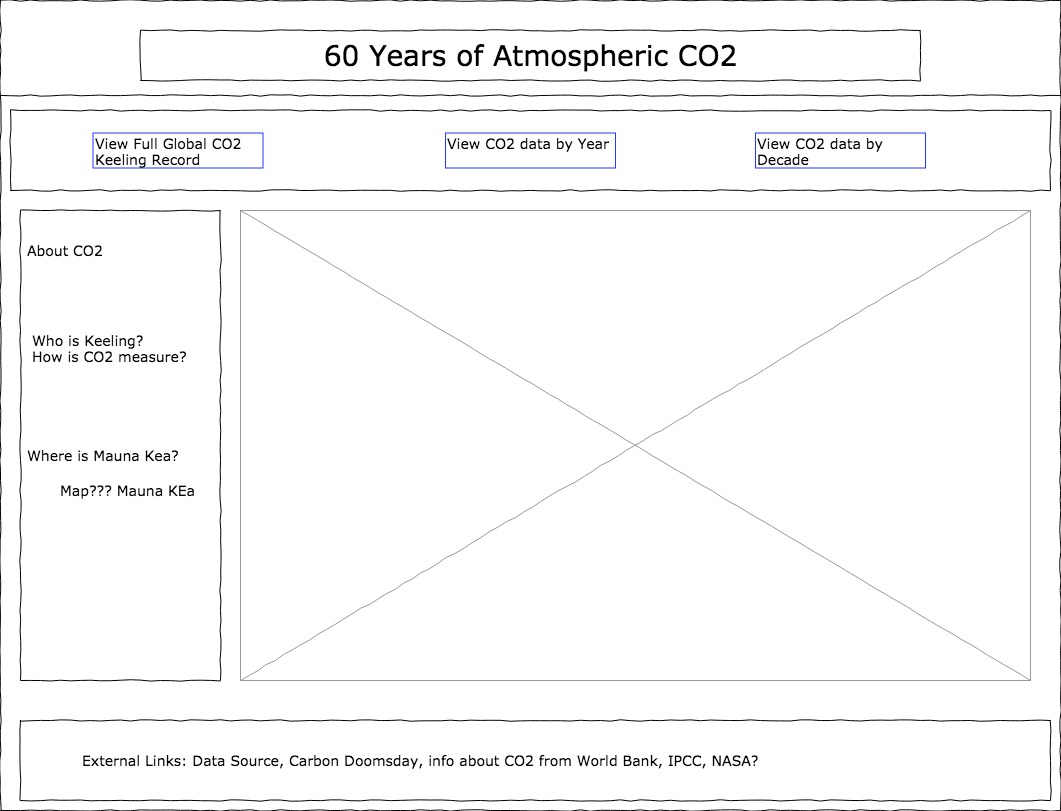 60 Years of Atmospheric CO2
View Full Global CO2
Keeling Record
View CO2 data by Year
View CO2 data by
Decade
About CO2
Who is Keeling?
How is CO2 measure?
Where is Mauna Kea?
Map??? Mauna KEa
External Links: Data Source, Carbon Doomsday, info about CO2 from World Bank, IPCC, NASA?